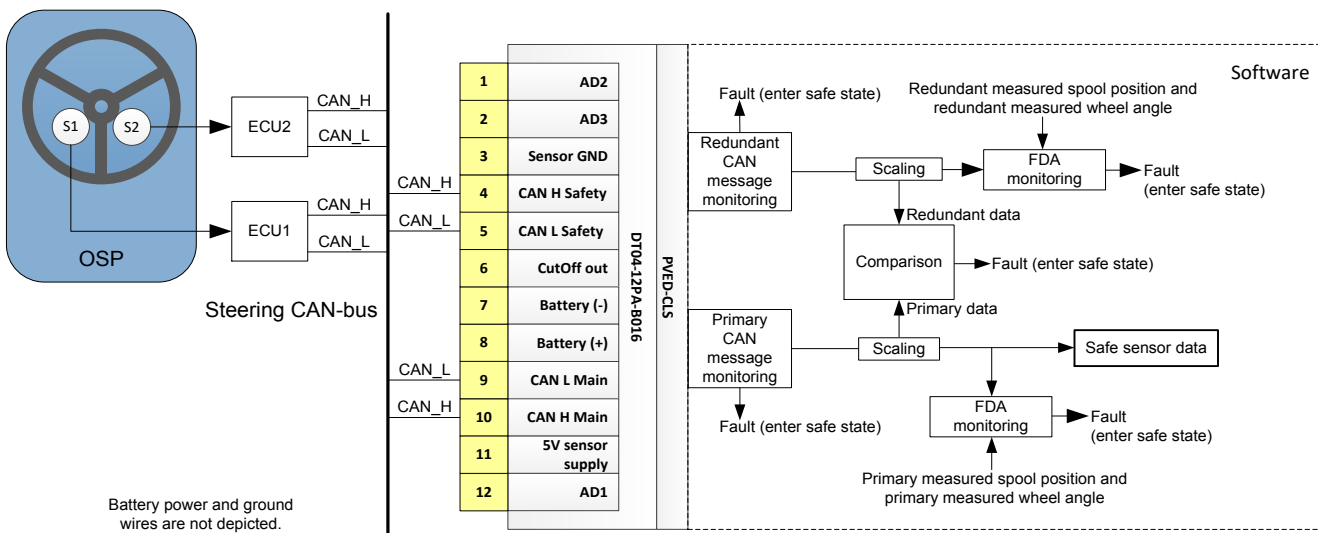 S1
S2
OSP
ECU2
CAN_H
CAN_L
ECU1
CAN_H
CAN_L
Steering CAN-bus
Battery power and ground
wires are not depicted.
CAN_H
CAN_L
CAN_L
CAN_H
1 AD2
2 AD3
3 Sensor GND
4 CAN H Safety
5 CAN L Safety
6 CutOff out
7 Battery (-)
8 Battery (+)
9 CAN L Main
10 CAN H Main
11 5V sensor
supply
12 AD1
DT04-12PA-B016
PVED-CLS
Software
Fault (enter safe state)
Redundant
CAN
message
monitoring
Scaling
Redundant measured spool position and
redundant measured wheel angle
FDA
monitoring
Fault
(enter safe state)
Redundant data
Comparison
Fault (enter safe state)
Primary data
Primary
CAN
message
monitoring
Scaling
Safe sensor data
Fault (enter safe state)
FDA
monitoring
Fault
(enter safe state)
Primary measured spool position and
primary measured wheel angle